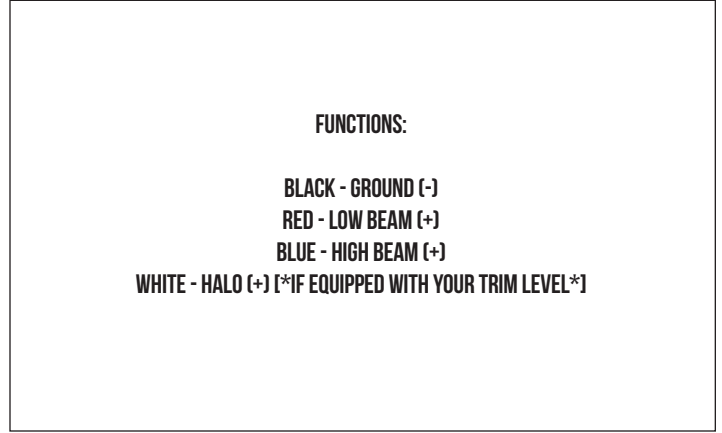 FUNCTIONS:
BLACK - GROUND (-)
RED - LOW BEAM (+)
BLUE - HIGH BEAM (+)
WHITE - HALO (+) [*IF EQUIPPED WITH YOUR TRIM LEVEL*]